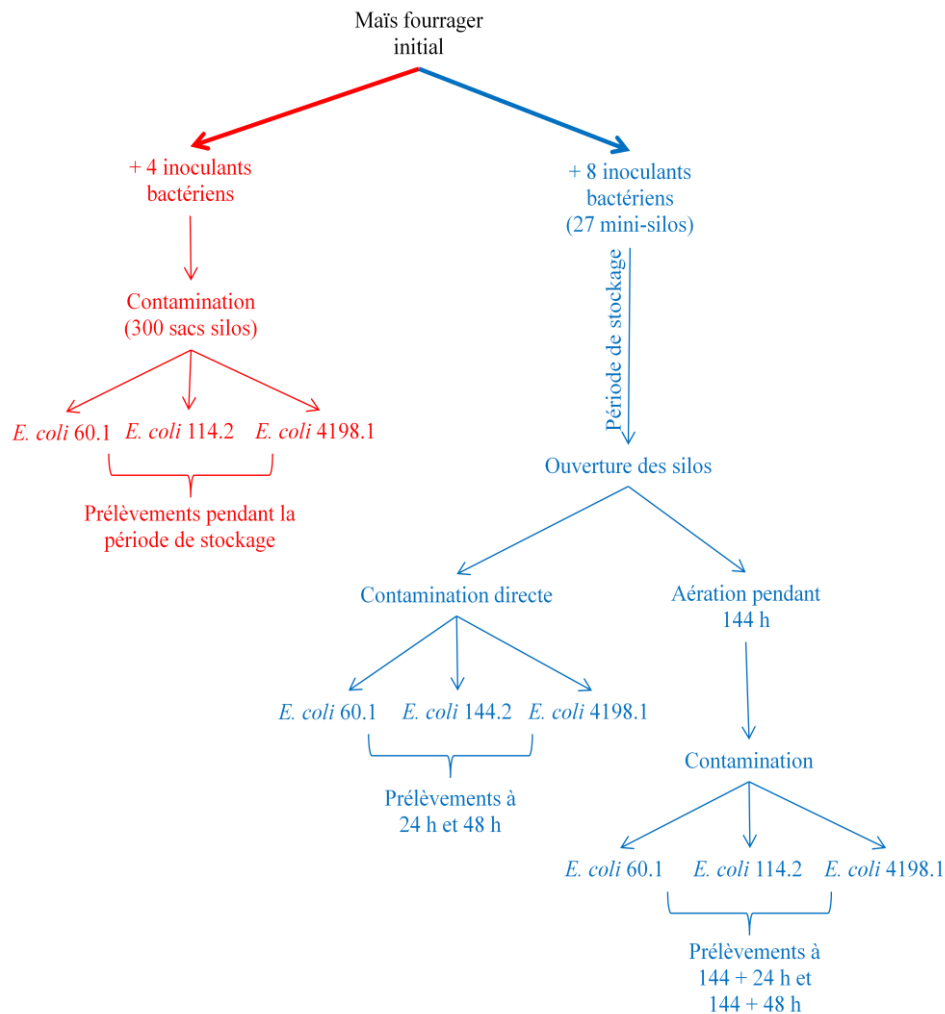 Maïs fourrager
initial
+ 4 inoculants
bactériens
Contamination
(300 sacs silos)
E. coli 60.1
E. coli 114.2
E. coli 4198.1
Prélèvements pendant la
période de stockage
+ 8 inoculants
bactériens
(27 mini-silos)
Période de stockage
Ouverture des silos
Contamination directe
E. coli 60.1
E. coli 144.2
E. coli 4198.1
Prélèvements à
24 h et 48 h
Aération pendant
144 h
Contamination
E. coli 60.1
E. coli 114.2
E. coli 4198.1
Prélèvements à
144 + 24 h et
144 + 48 h